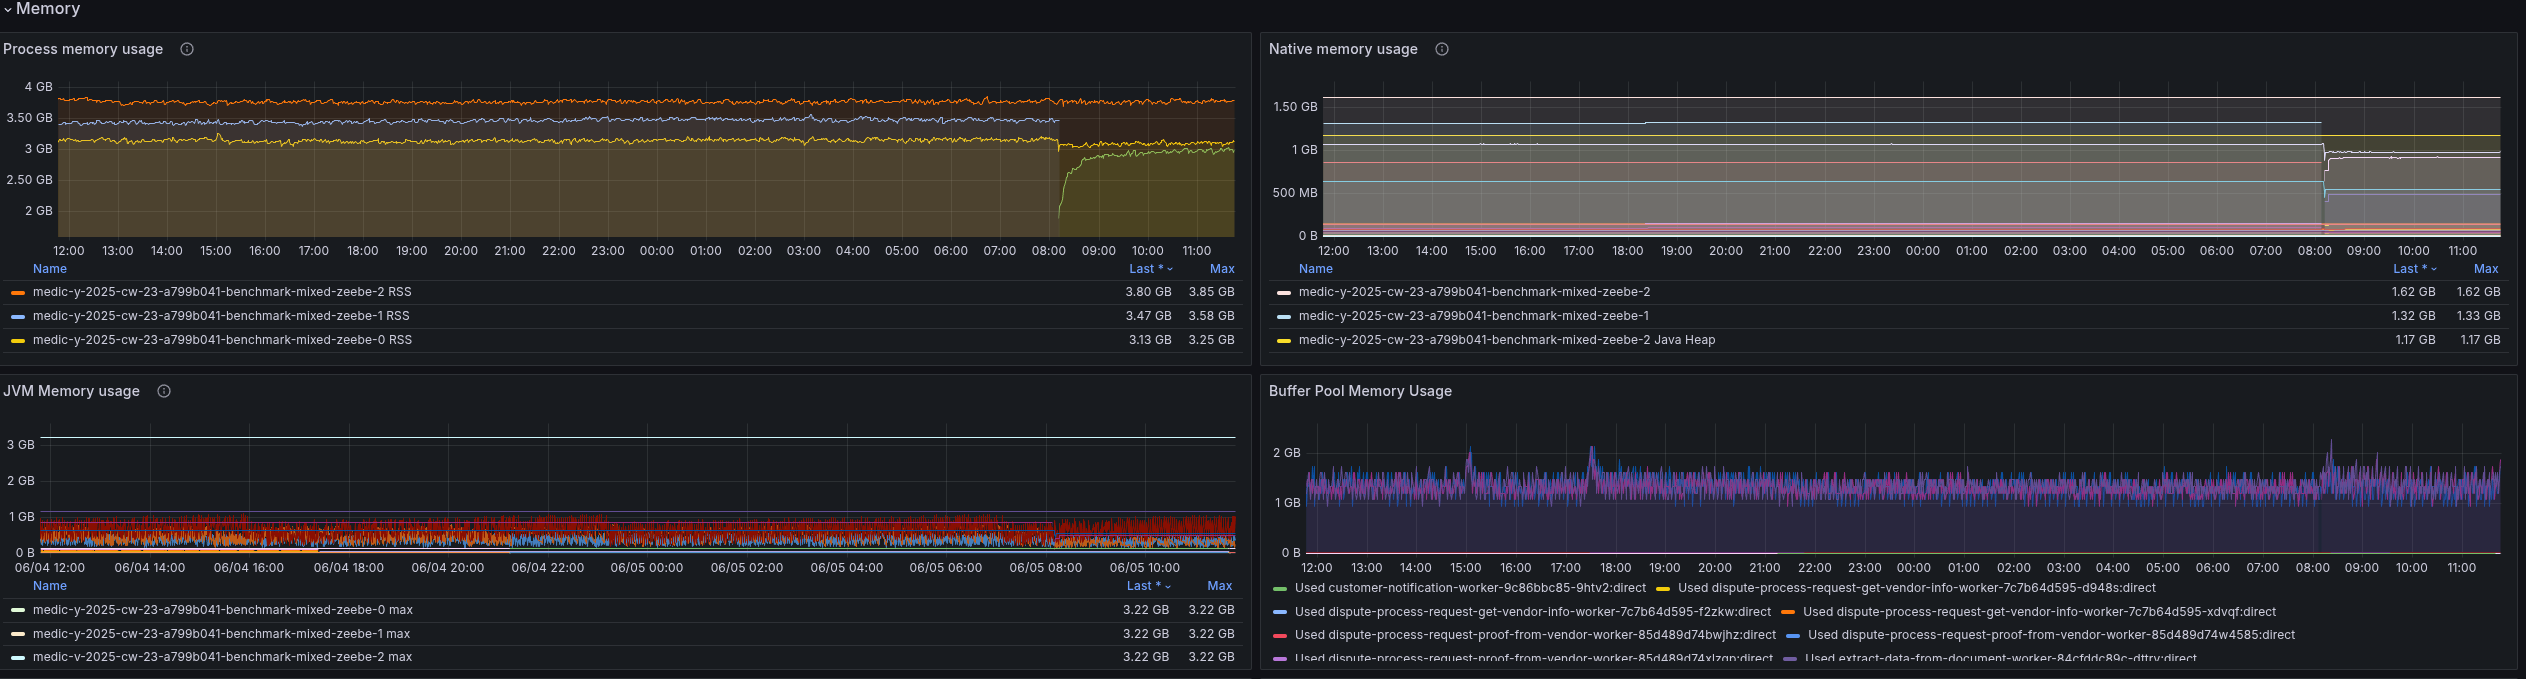 Memory
Process memory usage
4 GB
3.50 GB
3 GB
2.50 GB
2 GB
12:00 13:00 14:00 15:00 16:00 17:00 18:00 19:00 20:00 21:00 22:00 23:00 00:00 01:00 02:00 03:00 04:00 05:00 06:00 07:00 08:00 09:00 10:00 11:00
Name Last * Max
medic-y-2025-cw-23-a799b041-benchmark-mixed-zeebe-2 RSS 3.80 GB 3.85 GB
medic-y-2025-cw-23-a799b041-benchmark-mixed-zeebe-1 RSS 3.47 GB 3.58 GB
medic-y-2025-cw-23-a799b041-benchmark-mixed-zeebe-0 RSS 3.13 GB 3.25 GB
Native memory usage
1.50 GB
1 GB
500 MB
0 B
12:00 13:00 14:00 15:00 16:00 17:00 18:00 19:00 20:00 21:00 22:00 23:00 00:00 01:00 02:00 03:00 04:00 05:00 06:00 07:00 08:00 09:00 10:00 11:00
Name Last * Max
medic-y-2025-cw-23-a799b041-benchmark-mixed-zeebe-2 1.62 GB 1.62 GB
medic-y-2025-cw-23-a799b041-benchmark-mixed-zeebe-1 1.32 GB 1.33 GB
medic-y-2025-cw-23-a799b041-benchmark-mixed-zeebe-2 Java Heap 1.17 GB 1.17 GB
JVM Memory usage
3 GB
2 GB
1 GB
0 B
06/04 12:00 06/04 14:00 06/04 16:00 06/04 18:00 06/04 20:00 06/04 22:00 06/05 00:00 06/05 02:00 06/05 04:00 06/05 06:00 06/05 08:00 06/05 10:00
Name Last * Max
medic-y-2025-cw-23-a799b041-benchmark-mixed-zeebe-0 max 3.22 GB 3.22 GB
medic-y-2025-cw-23-a799b041-benchmark-mixed-zeebe-1 max 3.22 GB 3.22 GB
medic-y-2025-cw-23-a799b041-benchmark-mixed-zeebe-2 max 3.22 GB 3.22 GB
Buffer Pool Memory Usage
2 GB
1 GB
0 B
12:00 13:00 14:00 15:00 16:00 17:00 18:00 19:00 20:00 21:00 22:00 23:00 00:00 01:00 02:00 03:00 04:00 05:00 06:00 07:00 08:00 09:00 10:00 11:00
Used customer-notification-worker-9c86bbc85-9htv2:direct Used dispute-process-request-get-vendor-info-worker-7c7b64d595-d948s:direct
Used dispute-process-request-get-vendor-info-worker-7c7b64d595-f2zkw:direct Used dispute-process-request-get-vendor-info-worker-7c7b64d595-xdvqf:direct
Used dispute-process-request-proof-from-vendor-worker-85d489d74bwjhz:direct Used dispute-process-request-proof-from-vendor-worker-85d489d74w4585:direct
Used
Used